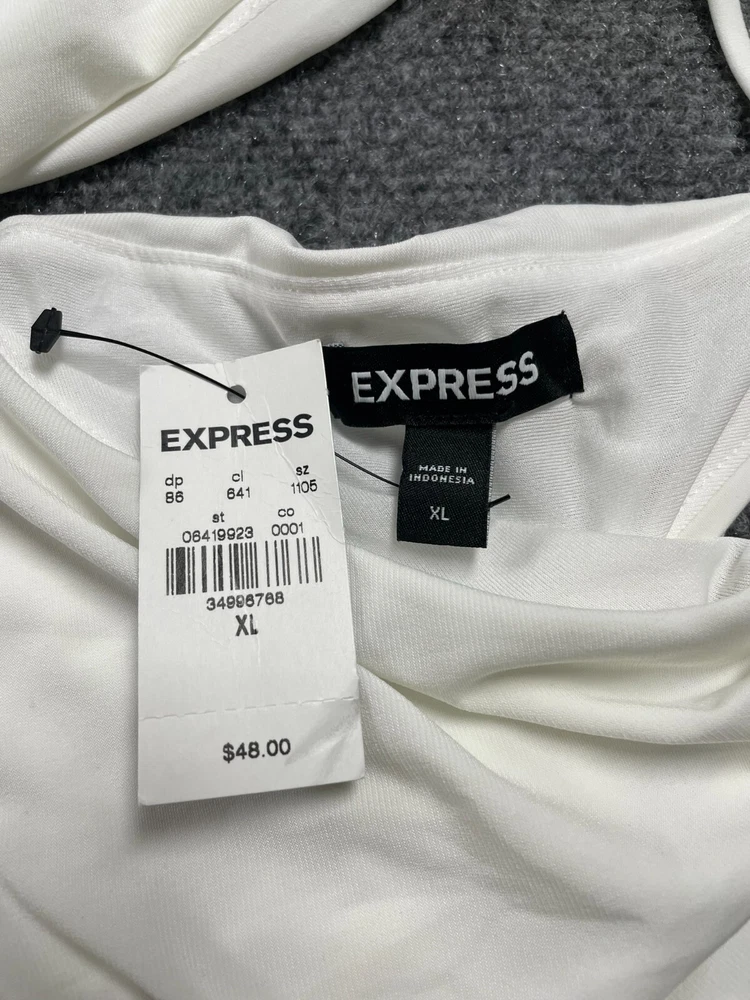 EXPRESS
MADE IN
INDONESIA
XL
EXPRESS
dp cl sz
86 641 1105
st co
06419923 0001
34996768
XL
$48.00